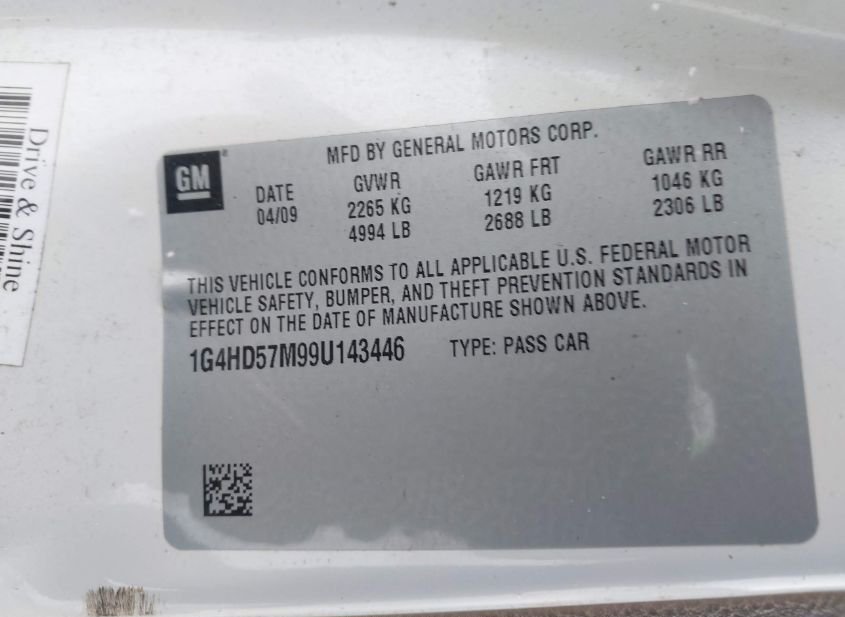 Drive & Shine
GM
MFD BY GENERAL MOTORS CORP.
DATE GVWR GAWR FRT GAWR RR
04/09 2265 KG 1219 KG 1046 KG
4994 LB 2688 LB 2306 LB
THIS VEHICLE CONFORMS TO ALL APPLICABLE U.S. FEDERAL MOTOR
VEHICLE SAFETY, BUMPER, AND THEFT PREVENTION STANDARDS IN
EFFECT ON THE DATE OF MANUFACTURE SHOWN ABOVE.
1G4HD57M99U143446 TYPE: PASS CAR